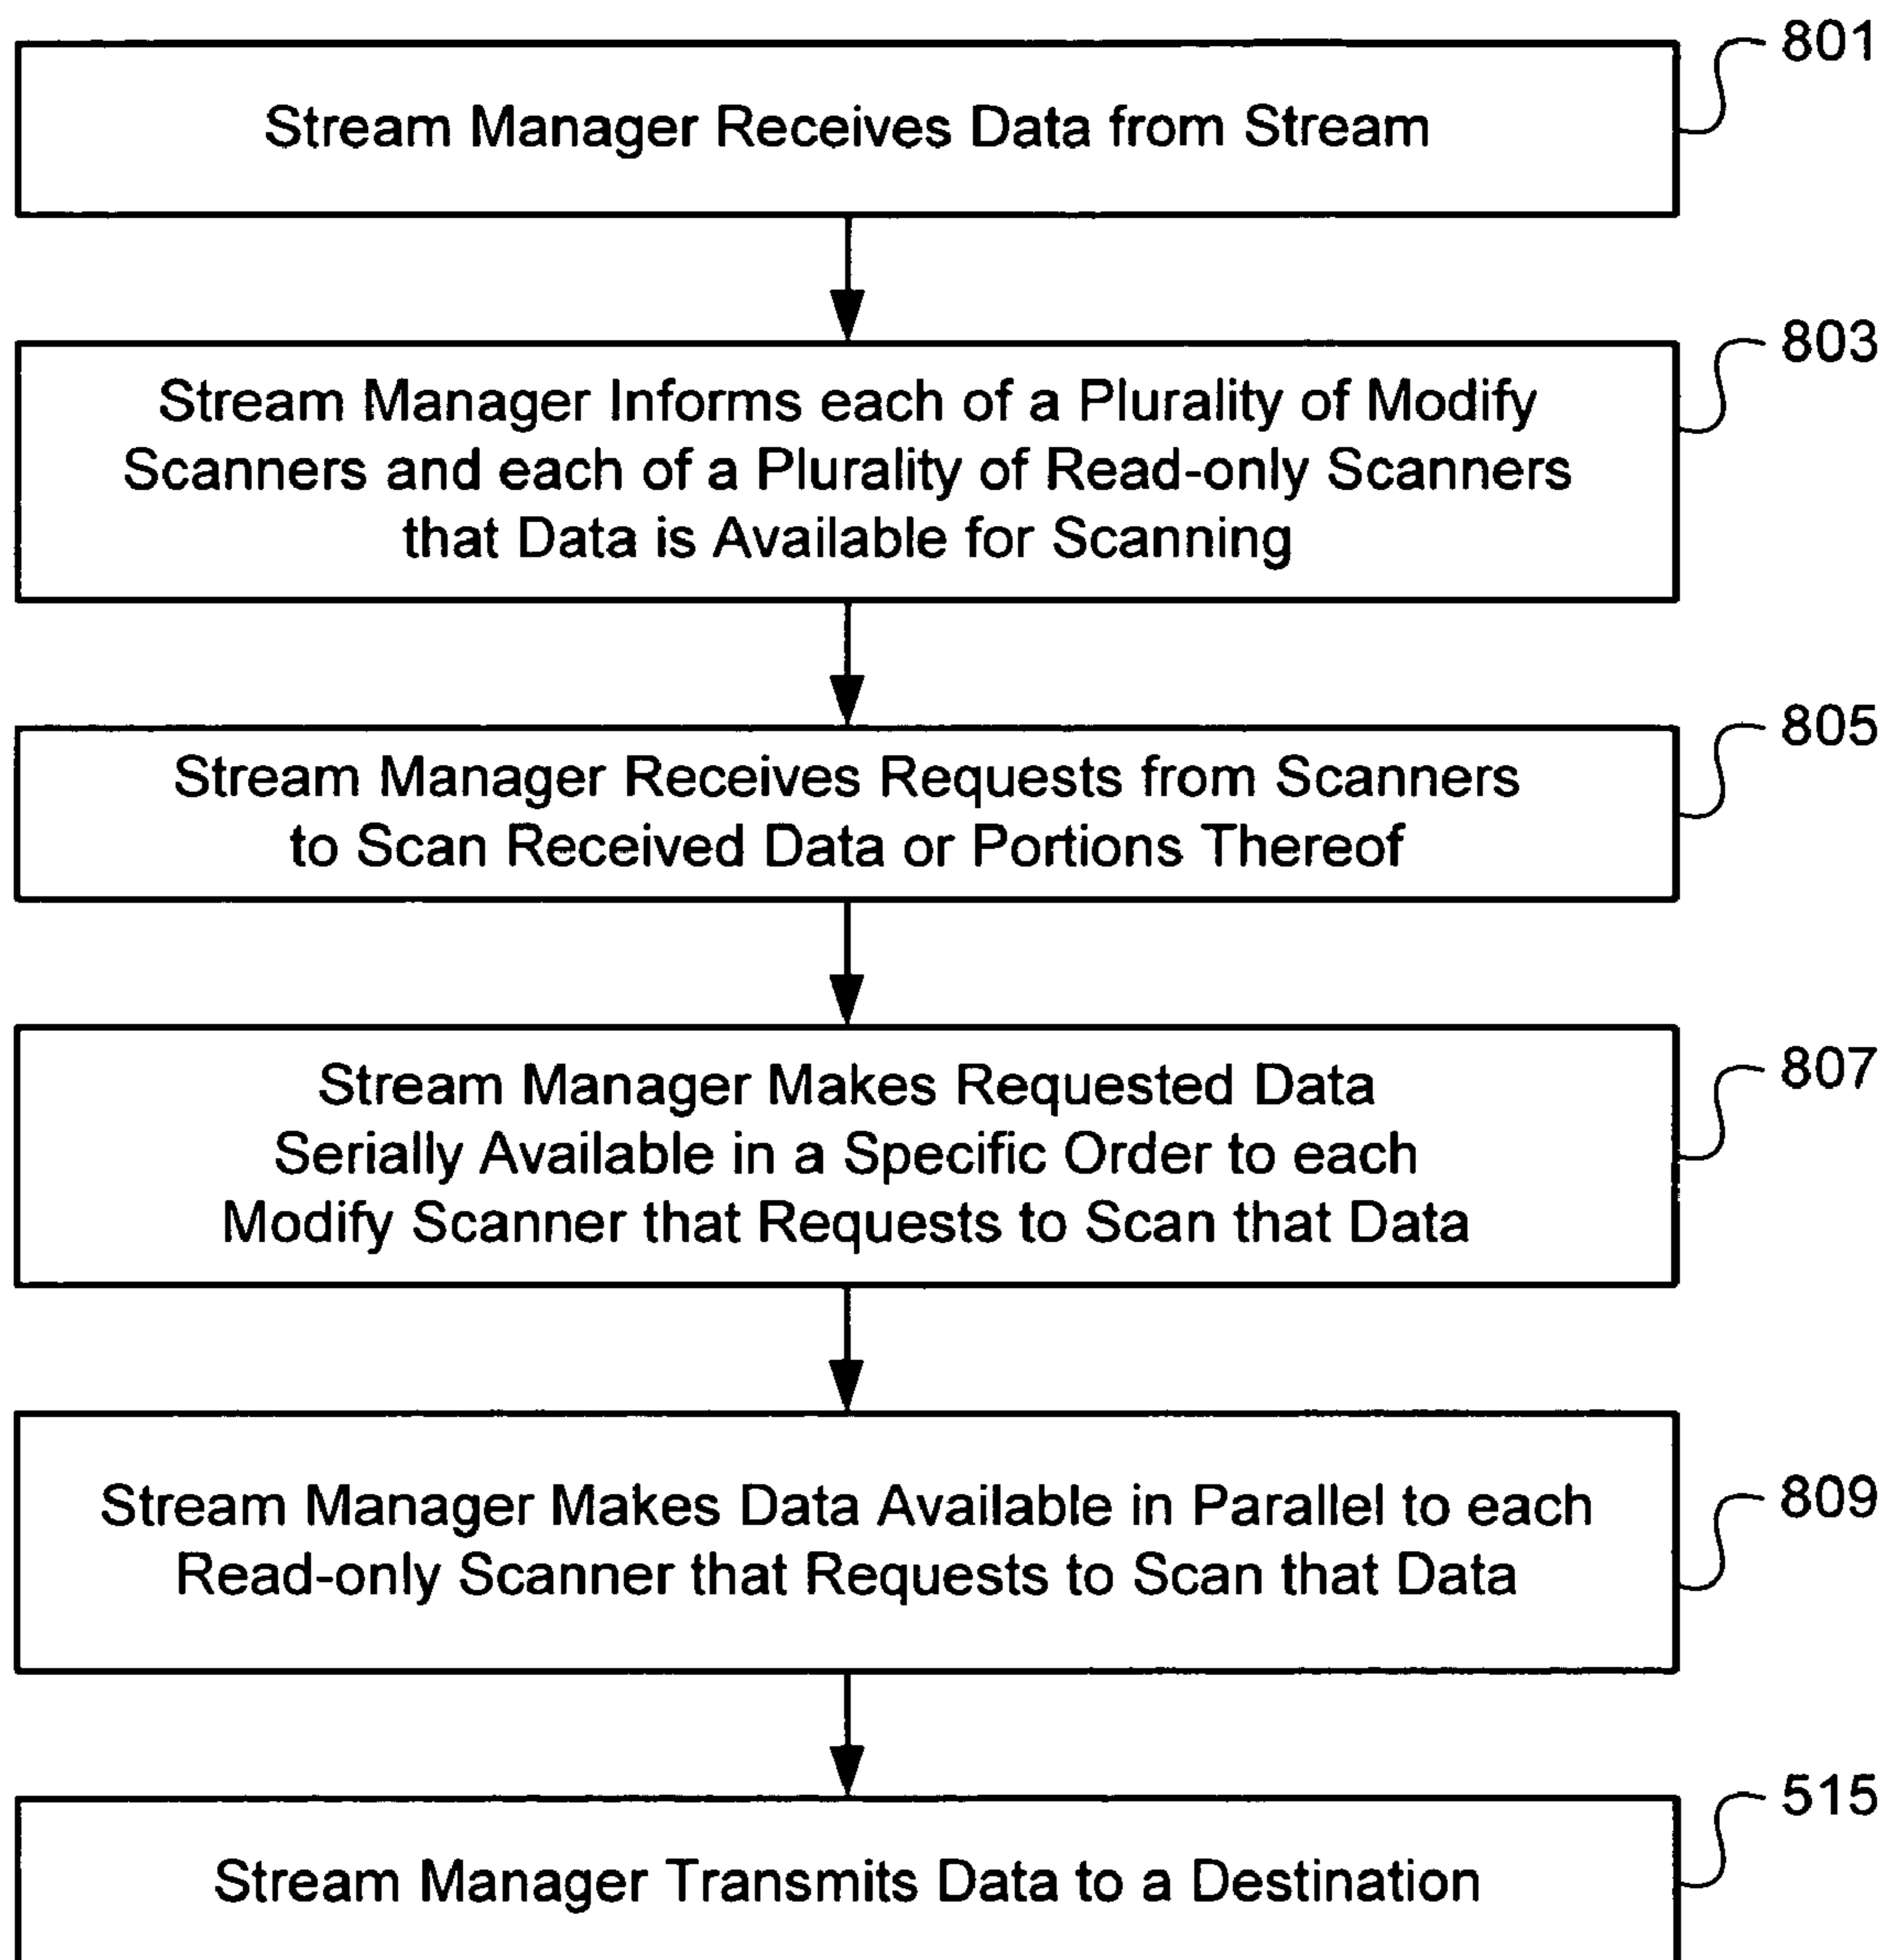 801
Stream Manager Receives Data from Stream
803
Stream Manager Informs each of a Plurality of Modify
Scanners and each of a Plurality of Read-only Scanners
that Data is Available for Scanning
805
Stream Manager Receives Requests from Scanners
to Scan Received Data or Portions Thereof
807
Stream Manager Makes Requested Data
Serially Available in a Specific Order to each
Modify Scanner that Requests to Scan that Data
809
Stream Manager Makes Data Available in Parallel to each
Read-only Scanner that Requests to Scan that Data
515
Stream Manager Transmits Data to a Destination